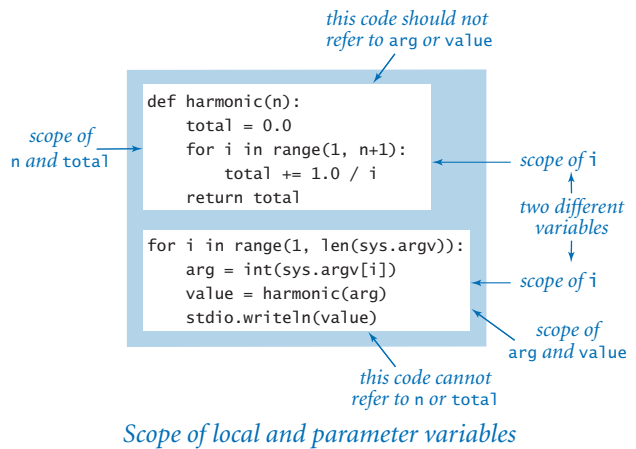 this code should not
refer to arg or value
def harmonic(n):
    total = 0.0
    for i in range(1, n+1):
        total += 1.0 / i
    return total
scope of
n and total
scope of i
two different
variables
scope of i
for i in range(1, len(sys.argv)):
    arg = int(sys.argv[i])
    value = harmonic(arg)
    stdio.writeln(value)
scope of
arg and value
this code cannot
refer to n or total
Scope of local and parameter variables